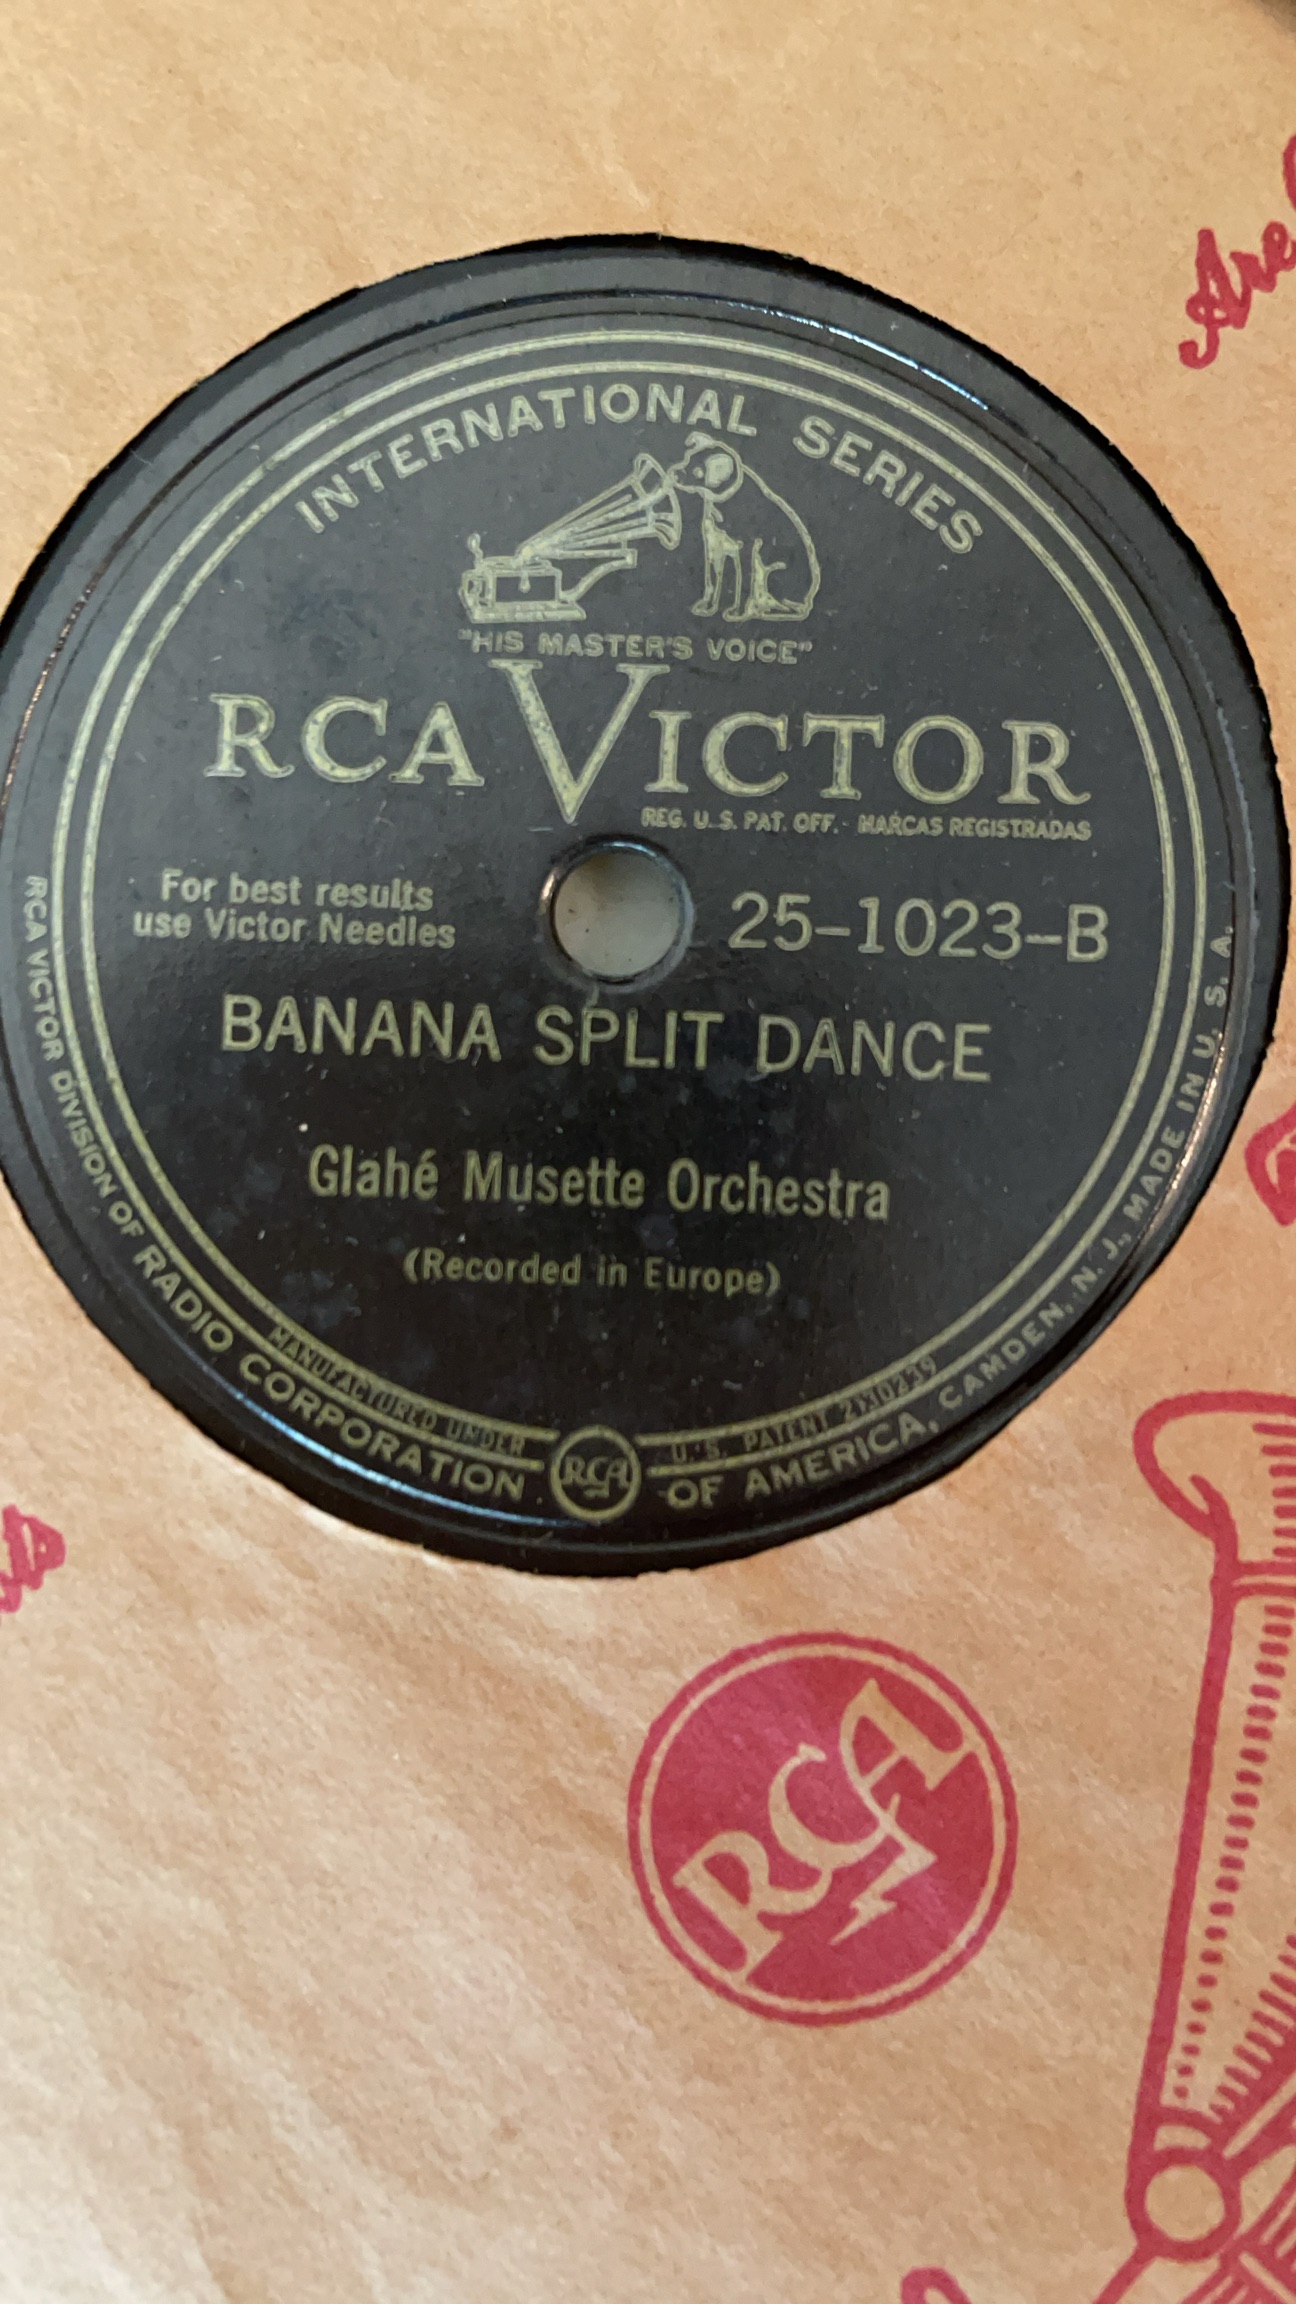 INTERNATIONAL SERIES
"HIS MASTER'S VOICE"
RCA VICTOR
REG. U.S. PAT. OFF. - MARCAS REGISTRADAS
For best results
use Victor Needles
25-1023-B
BANANA SPLIT DANCE
Glahé Musette Orchestra
(Recorded in Europe)
MANUFACTURED UNDER U.S. PATENT 2130239
RCA
RCA VICTOR DIVISION OF RADIO CORPORATION OF AMERICA, CAMDEN, N. J., MADE IN U. S. A.
Are
RCA